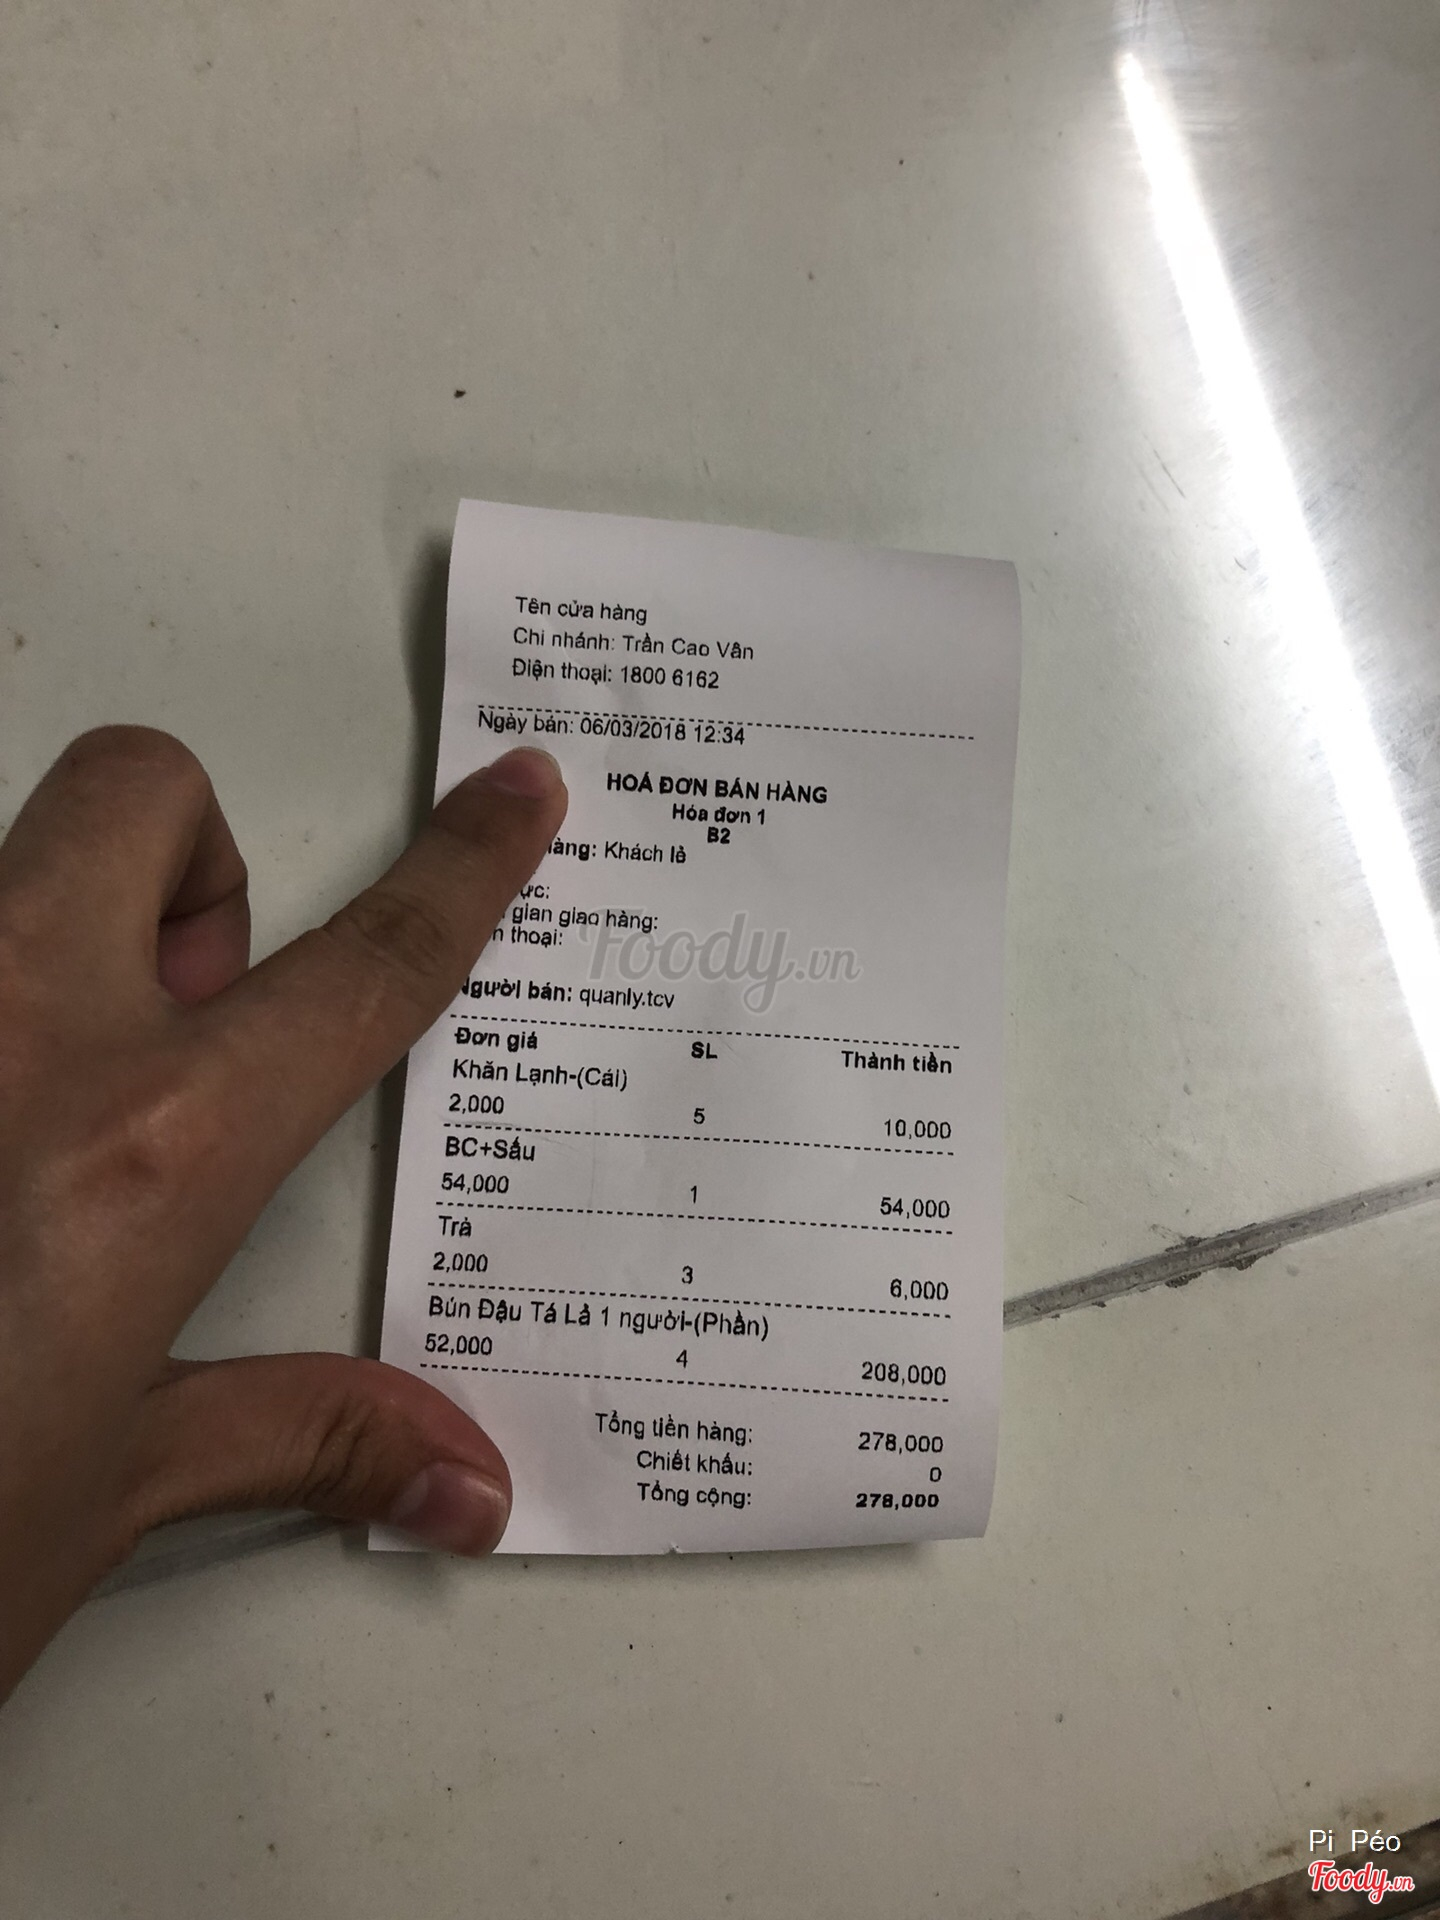 Tên cửa hàng
Chi nhánh: Trần Cao Vân
Điện thoại: 1800 6162
Ngày bán: 06/03/2018 12:34
HOÁ ĐƠN BÁN HÀNG
Hóa đơn 1
B2
hàng: Khách lẻ
ực:
gian giao hàng:
n thoại:
Người bán: quanly.tcv
Đơn giá SL Thành tiền
Khăn Lạnh-(Cái)
2,000 5 10,000
BC+Sấu
54,000 1 54,000
Trà
2,000 3 6,000
Bún Đậu Tá Lả 1 người-(Phần)
52,000 4 208,000
Tổng tiền hàng: 278,000
Chiết khấu: 0
Tổng cộng: 278,000
Foody.vn
Pi Péo
Foody.vn